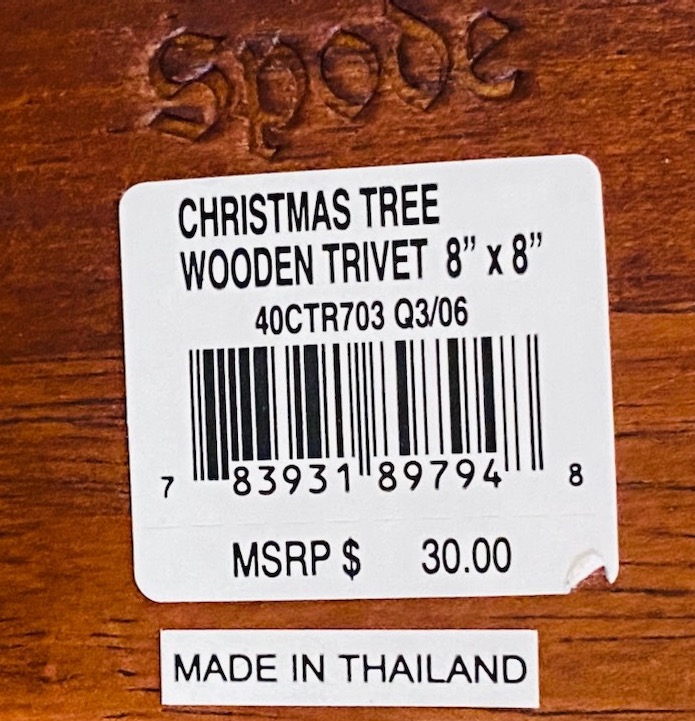 Spode
CHRISTMAS TREE
WOODEN TRIVET 8” x 8”
40CTR703 Q3/06
7 83931 89794 8
MSRP $ 30.00
MADE IN THAILAND